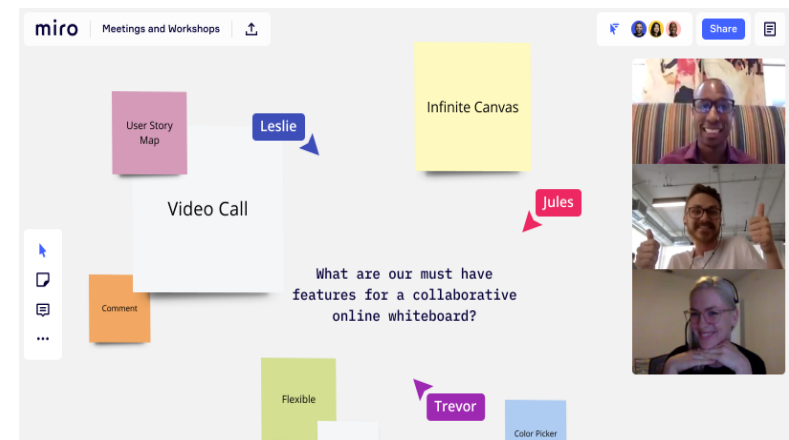 miro
Meetings and Workshops
Share
Infinite Canvas
User Story
Map
Leslie
Video Call
Jules
What are our must have
features for a collaborative
online whiteboard?
Comment
Flexible
Trevor
Color Picker